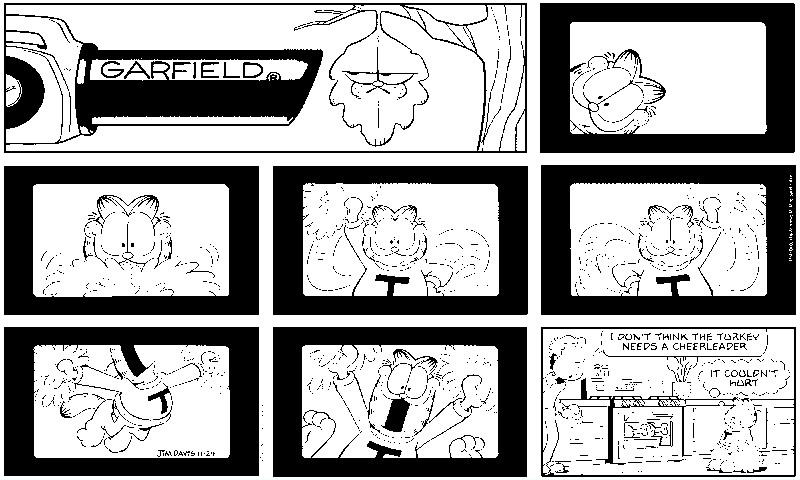 GARFIELD®
T
T
T
JIM DAVIS 11-24
T
I DON'T THINK THE TURKEY
NEEDS A CHEERLEADER
IT COULDN'T
HURT